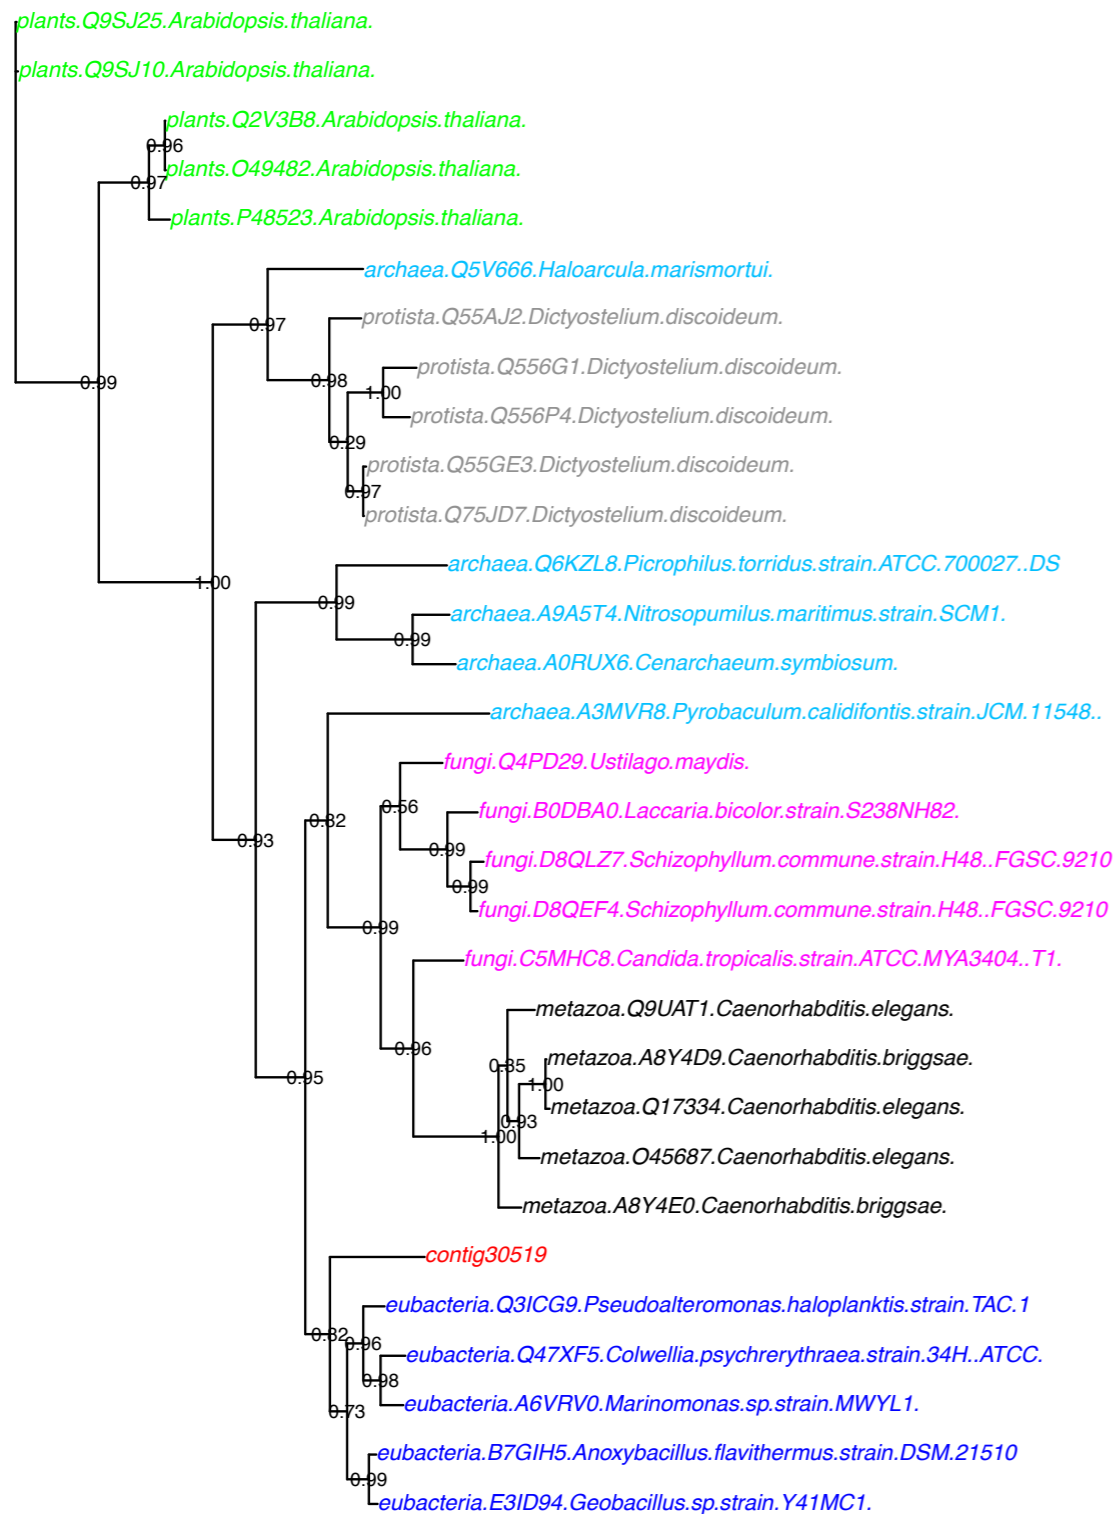 plants.Q9SJ25.Arabidopsis.thaliana.
plants.Q9SJ10.Arabidopsis.thaliana.
plants.Q2V3B8.Arabidopsis.thaliana.
0.96
plants.O49482.Arabidopsis.thaliana.
0.97
plants.P48523.Arabidopsis.thaliana.
archaea.Q5V666.Haloarcula.marismortui.
protista.Q55AJ2.Dictyostelium.discoideum.
0.97
protista.Q556G1.Dictyostelium.discoideum.
0.99
0.98
1.00
protista.Q556P4.Dictyostelium.discoideum.
0.29
protista.Q55GE3.Dictyostelium.discoideum.
0.97
protista.Q75JD7.Dictyostelium.discoideum.
archaea.Q6KZL8.Picrophilus.torridus.strain.ATCC.700027..DS
1.00
0.99
archaea.A9A5T4.Nitrosopumilus.maritimus.strain.SCM1.
0.99
archaea.A0RUX6.Cenarchaeum.symbiosum.
archaea.A3MVR8.Pyrobaculum.calidifontis.strain.JCM.11548..
fungi.Q4PD29.Ustilago.maydis.
0.56
fungi.B0DBA0.Laccaria.bicolor.strain.S238NH82.
0.82
0.93
0.99
fungi.D8QLZ7.Schizophyllum.commune.strain.H48..FGSC.9210
0.99
fungi.D8QEF4.Schizophyllum.commune.strain.H48..FGSC.9210
0.99
fungi.C5MHC8.Candida.tropicalis.strain.ATCC.MYA3404..T1.
metazoa.Q9UAT1.Caenorhabditis.elegans.
0.96
metazoa.A8Y4D9.Caenorhabditis.briggsae.
0.85
0.95
1.00
metazoa.Q17334.Caenorhabditis.elegans.
0.93
1.00
metazoa.O45687.Caenorhabditis.elegans.
metazoa.A8Y4E0.Caenorhabditis.briggsae.
contig30519
eubacteria.Q3ICG9.Pseudoalteromonas.haloplanktis.strain.TAC.1
0.82
0.96
eubacteria.Q47XF5.Colwellia.psychrerythraea.strain.34H..ATCC.
0.98
eubacteria.A6VRV0.Marinomonas.sp.strain.MWYL1.
0.73
eubacteria.B7GIH5.Anoxybacillus.flavithermus.strain.DSM.21510
0.99
eubacteria.E3ID94.Geobacillus.sp.strain.Y41MC1.